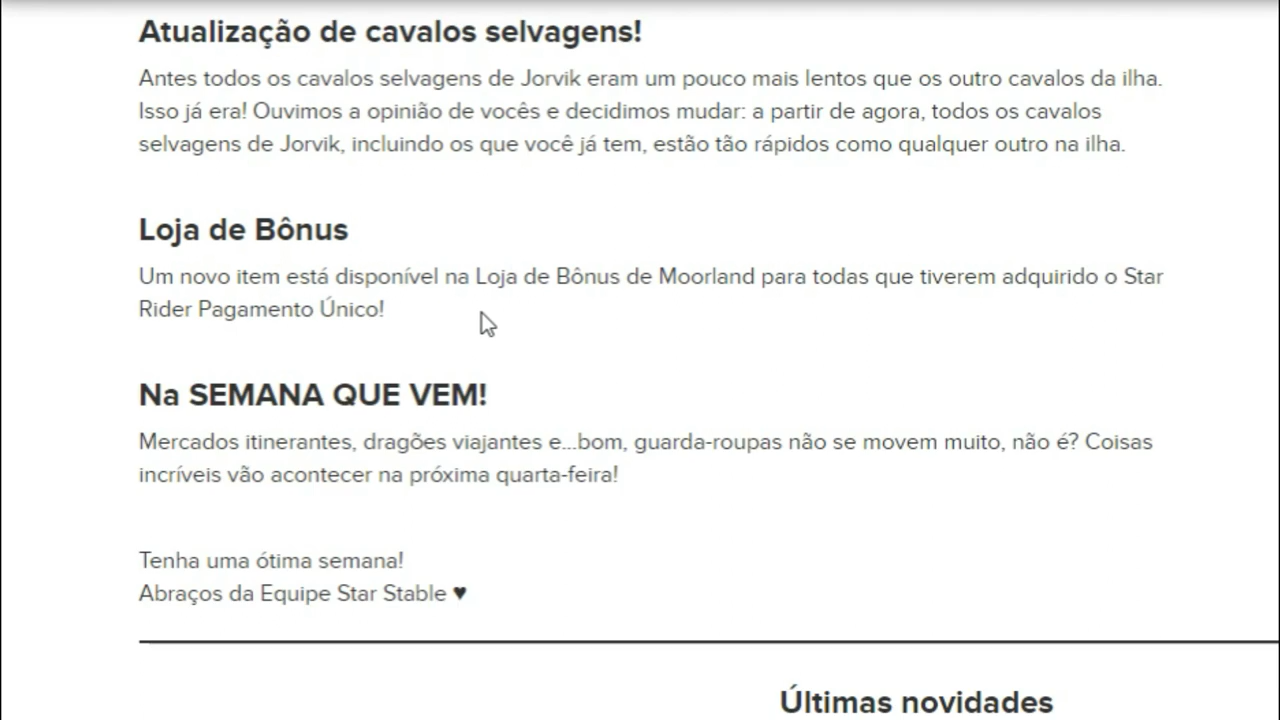 Atualização de cavalos selvagens!
Antes todos os cavalos selvagens de Jorvik eram um pouco mais lentos que os outro cavalos da ilha.
Isso já era! Ouvimos a opinião de vocês e decidimos mudar: a partir de agora, todos os cavalos
selvagens de Jorvik, incluindo os que você já tem, estão tão rápidos como qualquer outro na ilha.
Loja de Bônus
Um novo item está disponível na Loja de Bônus de Moorland para todas que tiverem adquirido o Star
Rider Pagamento Único!
Na SEMANA QUE VEM!
Mercados itinerantes, dragões viajantes e...bom, guarda-roupas não se movem muito, não é? Coisas
incríveis vão acontecer na próxima quarta-feira!
Tenha uma ótima semana!
Abraços da Equipe Star Stable ♥
Últimas novidades